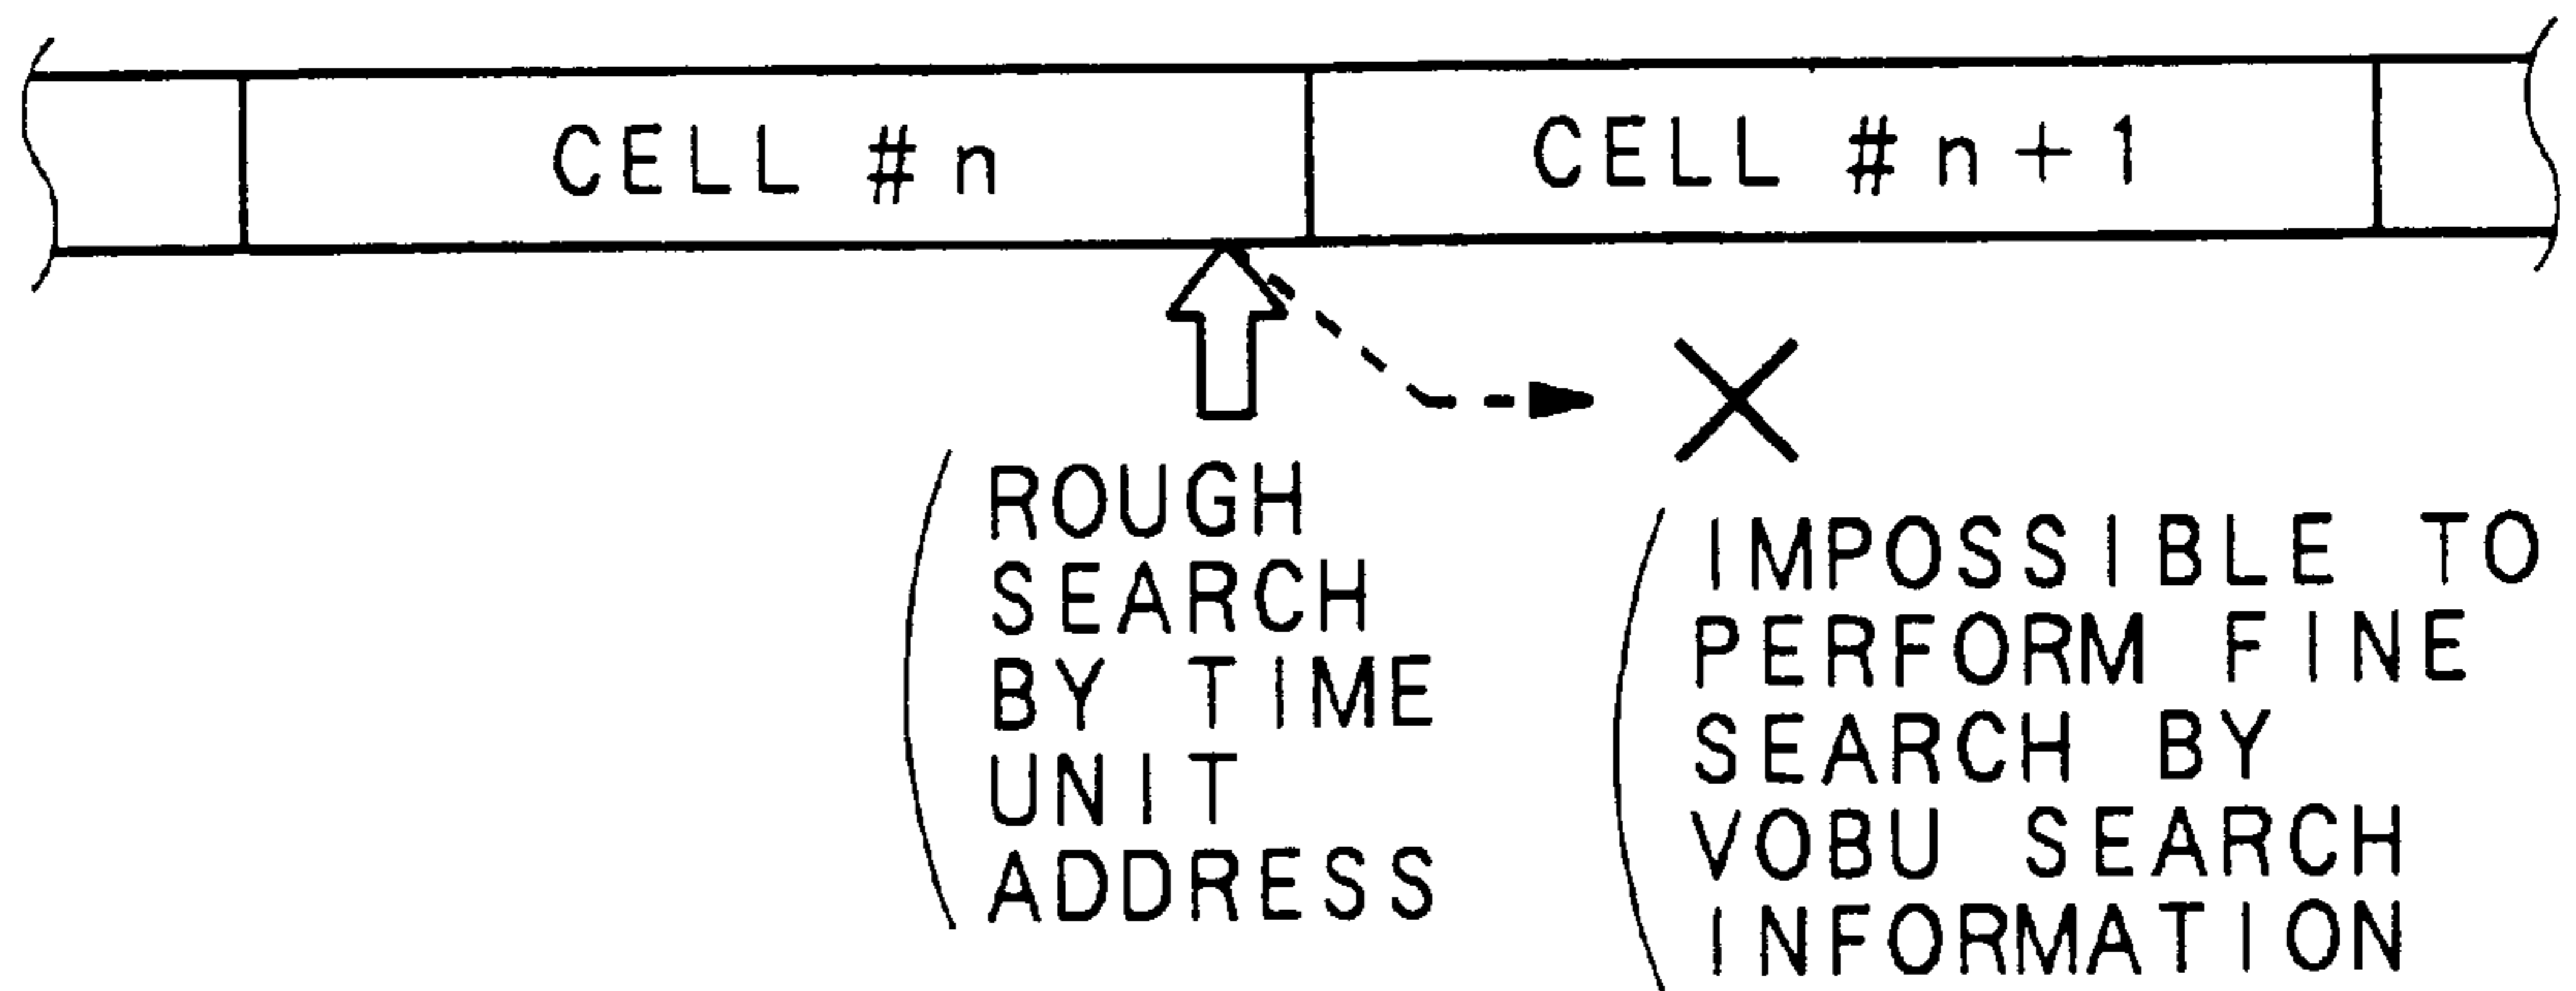 CELL #n
CELL #n+1
ROUGH
SEARCH
BY TIME
UNIT
ADDRESS
IMPOSSIBLE TO
PERFORM FINE
SEARCH BY
VOBU SEARCH
INFORMATION